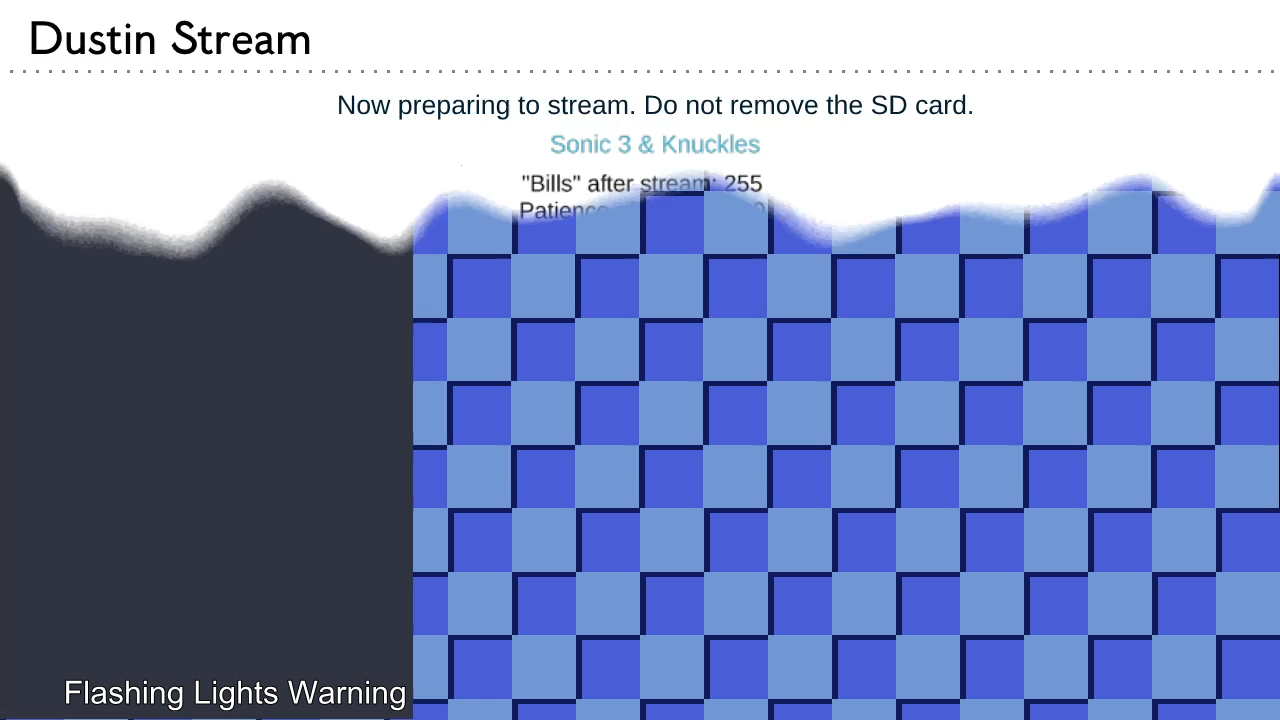 Dustin Stream
Now preparing to stream. Do not remove the SD card.
Sonic 3 & Knuckles
"Bills" after stream: 255
Patience
Flashing Lights Warning